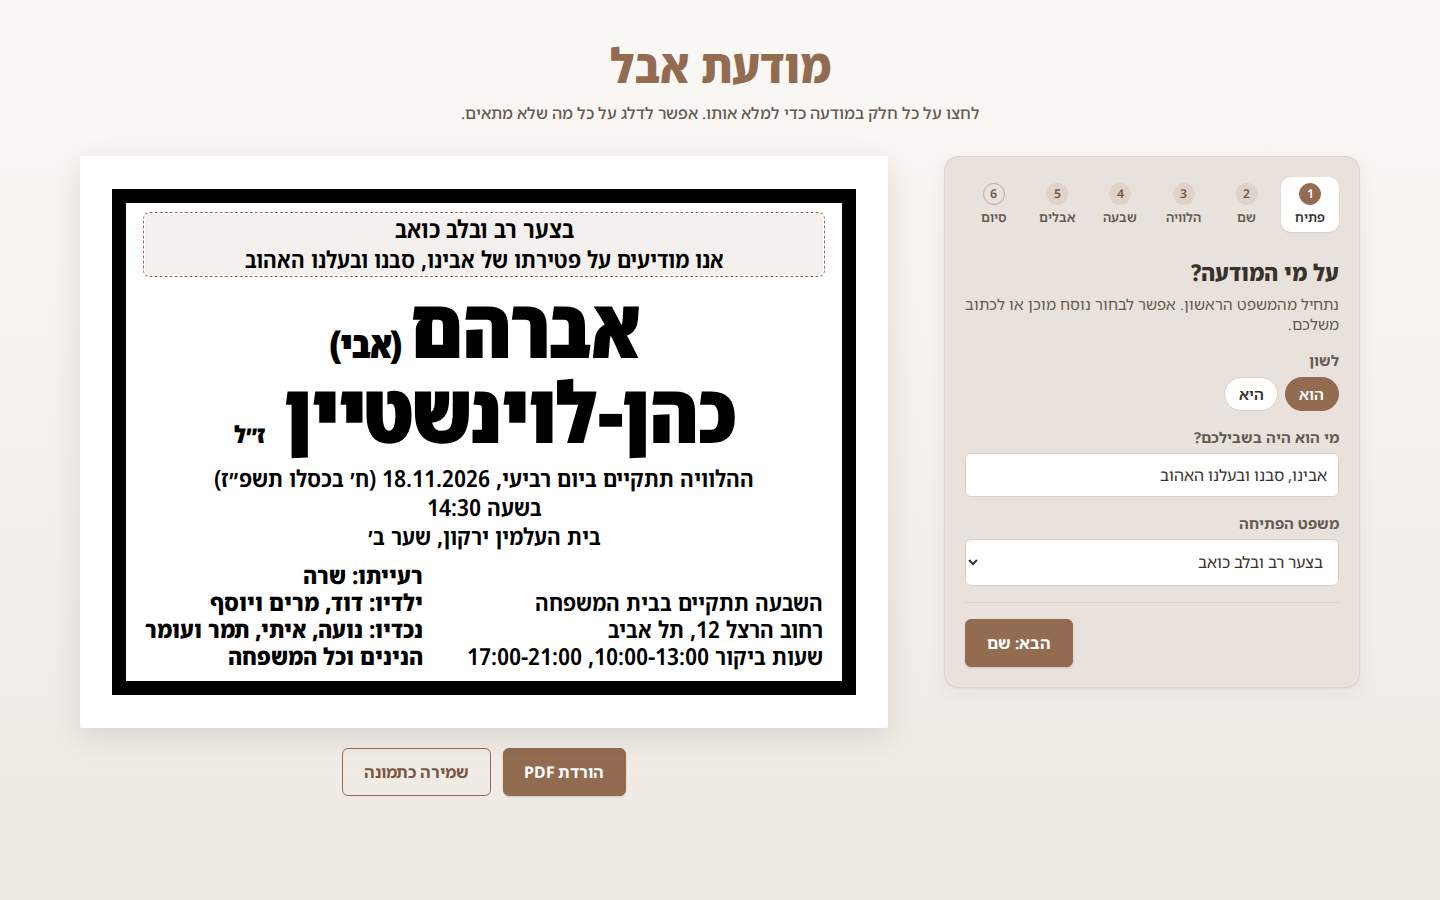 מודעת אבל
לחצו על כל חלק במודעה כדי למלא אותו. אפשר לדלג על כל מה שלא מתאים.
1
פתיח
2
שם
3
הלוויה
4
שבעה
5
אבלים
6
סיום
על מי המודעה?
נתחיל מהמשפט הראשון. אפשר לבחור נוסח מוכן או לכתוב
משלכם.
לשון
הוא
היא
מי הוא היה בשבילכם?
אבינו, סבנו ובעלנו האהוב
משפט הפתיחה
בצער רב ובלב כואב
הבא: שם
בצער רב ובלב כואב
אנו מודיעים על פטירתו של אבינו, סבנו ובעלנו האהוב
אברהם (אבי)
כהן-לוינשטיין ז״ל
ההלוויה תתקיים ביום רביעי, 18.11.2026 (ח׳ בכסלו תשפ״ז)
בשעה 14:30
בית העלמין ירקון, שער ב׳
השבעה תתקיים בבית המשפחה
רחוב הרצל 12, תל אביב
שעות ביקור 10:00-13:00, 17:00-21:00
רעייתו: שרה
ילדיו: דוד, מרים ויוסף
נכדיו: נועה, איתי, תמר ועומר
הנינים וכל המשפחה
הורדת PDF
שמירה כתמונה